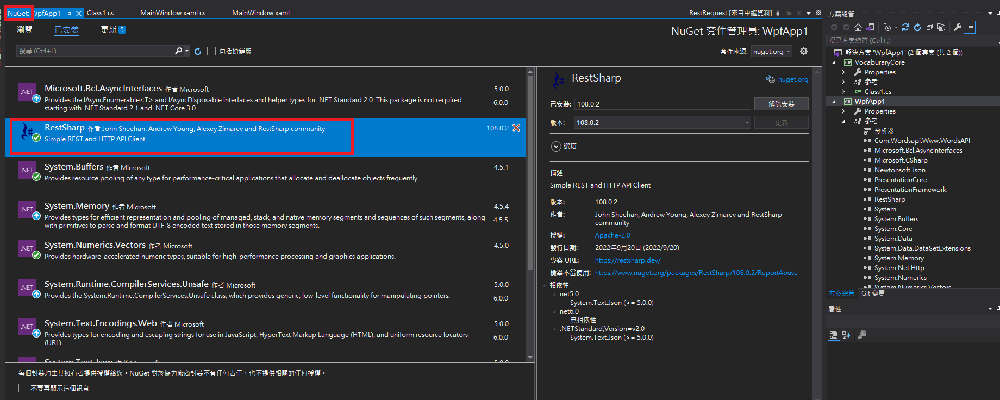 NuGet: WpfApp1
Class1.cs
MainWindow.xaml.cs
MainWindow.xaml
RestRequest [來自中繼資料]
瀏覽
已安裝
更新 5
NuGet 套件管理員: WpfApp1
搜尋 (Ctrl+L)
包括搶鮮版
套件來源: nuget.org
.NET
Microsoft.Bcl.AsyncInterfaces 作者 Microsoft
5.0.0
Provides the IAsyncEnumerable<T> and IAsyncDisposable interfaces and helper types for .NET Standard 2.0. This package is not required
starting with .NET Standard 2.1 and .NET Core 3.0.
6.0.0
RestSharp 作者 John Sheehan, Andrew Young, Alexey Zimarev and RestSharp community
108.0.2
Simple REST and HTTP API Client
.NET
System.Buffers 作者 Microsoft
4.5.1
Provides resource pooling of any type for performance-critical applications that allocate and deallocate objects frequently.
.NET
System.Memory 作者 Microsoft
4.5.4
Provides types for efficient representation and pooling of managed, stack, and native memory segments and sequences of such segments, along
with primitives to parse and format UTF-8 encoded text stored in those memory segments.
4.5.5
.NET
System.Numerics.Vectors 作者 Microsoft
4.5.0
Provides hardware-accelerated numeric types, suitable for high-performance processing and graphics applications.
.NET
System.Runtime.CompilerServices.Unsafe 作者 Microsoft
5.0.0
Provides the System.Runtime.CompilerServices.Unsafe class, which provides generic, low-level functionality for manipulating pointers.
6.0.0
.NET
System.Text.Encodings.Web 作者 Microsoft
5.0.0
Provides types for encoding and escaping strings for use in JavaScript, HyperText Markup Language (HTML), and uniform resource locators
(URL).
6.0.0
System.Text.Json 作者 Microsoft
5.0.0
每個封裝均由其擁有者提供授權給您。NuGet 對於協力廠商封裝不負任何責任，也不提供相關的任何授權。
不要再顯示這個訊息
RestSharp
nuget.org
已安裝: 108.0.2
解除安裝
版本: 108.0.2
更新
選項
描述
Simple REST and HTTP API Client
版本: 108.0.2
作者: John Sheehan, Andrew Young, Alexey Zimarev and RestSharp
community
授權: Apache-2.0
發行日期: 2022年9月20日 (2022/9/20)
專案 URL: https://restsharp.dev/
檢舉不當使用: https://www.nuget.org/packages/RestSharp/108.0.2/ReportAbuse
相依性
net5.0
System.Text.Json (>= 5.0.0)
net6.0
無相依性
.NETStandard,Version=v2.0
System.Text.Json (>= 5.0.0)
方案總管
搜尋方案總管 (Ctrl+;)
解決方案 'WpfApp1' (2 個專案 (共 2 個))
C# VocaburaryCore
Properties
參考
C# Class1.cs
C# WpfApp1
Properties
參考
分析器
Com.Wordsapi.Www.WordsAPI
Microsoft.Bcl.AsyncInterfaces
Microsoft.CSharp
Newtonsoft.Json
PresentationCore
PresentationFramework
RestSharp
System
System.Buffers
System.Core
System.Data
System.Data.DataSetExtensions
System.Memory
System.Net.Http
System.Numerics
System.Numerics.Vectors
方案總管
Git 變更
屬性